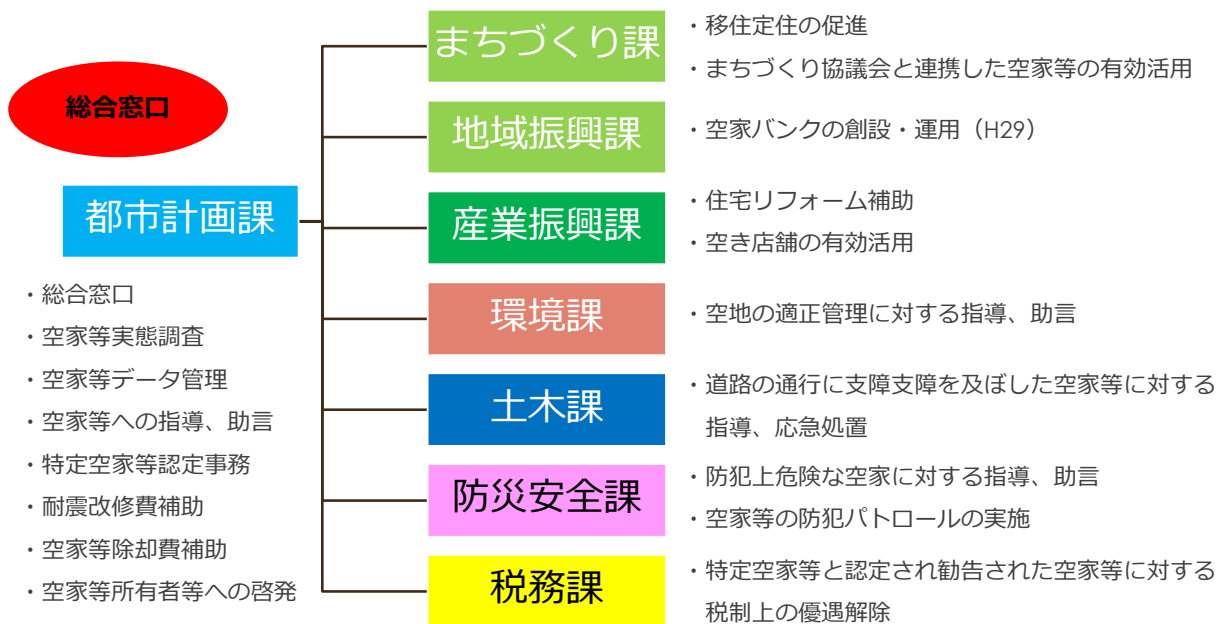 総合窓口
都市計画課
・総合窓口
・空家等実態調査
・空家等データ管理
・空家等への指導、助言
・特定空家等認定事務
・耐震改修費補助
・空家等除却費補助
・空家等所有者等への啓発
まちづくり課
・移住定住の促進
・まちづくり協議会と連携した空家等の有効活用
地域振興課
・空家バンクの創設・運用（H29）
産業振興課
・住宅リフォーム補助
・空き店舗の有効活用
環境課
・空地の適正管理に対する指導、助言
土木課
・道路の通行に支障支障を及ぼした空家等に対する
指導、応急処置
防災安全課
・防犯上危険な空家に対する指導、助言
・空家等の防犯パトロールの実施
税務課
・特定空家等と認定され勧告された空家等に対する
税制上の優遇解除